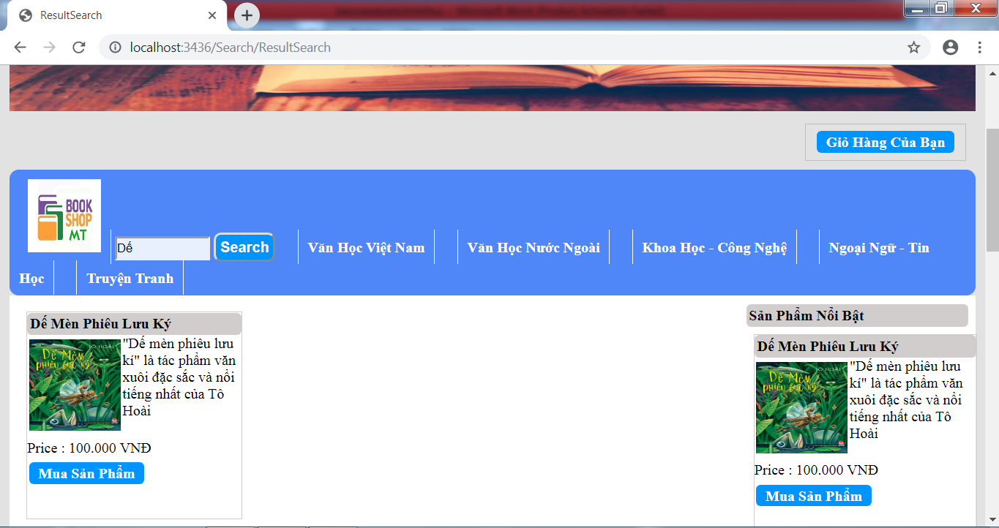 ResultSearch
localhost:3436/Search/ResultSearch
Giỏ Hàng Của Bạn
BOOK
SHOP
MT
Dế
Search
Văn Học Việt Nam
Văn Học Nước Ngoài
Khoa Học - Công Nghệ
Ngoại Ngữ - Tin
Học
Truyện Tranh
Dế Mèn Phiêu Lưu Ký
TÔ HOÀI
Dế Mèn
phiêu lưu ký
"Dế mèn phiêu lưu
kí" là tác phẩm văn
xuôi đặc sắc và nổi
tiếng nhất của Tô
Hoài
Price : 100.000 VNĐ
Mua Sản Phẩm
Sản Phẩm Nổi Bật
Dế Mèn Phiêu Lưu Ký
TÔ HOÀI
Dế Mèn
phiêu lưu ký
"Dế mèn phiêu lưu
kí" là tác phẩm văn
xuôi đặc sắc và nổi
tiếng nhất của Tô
Hoài
Price : 100.000 VNĐ
Mua Sản Phẩm